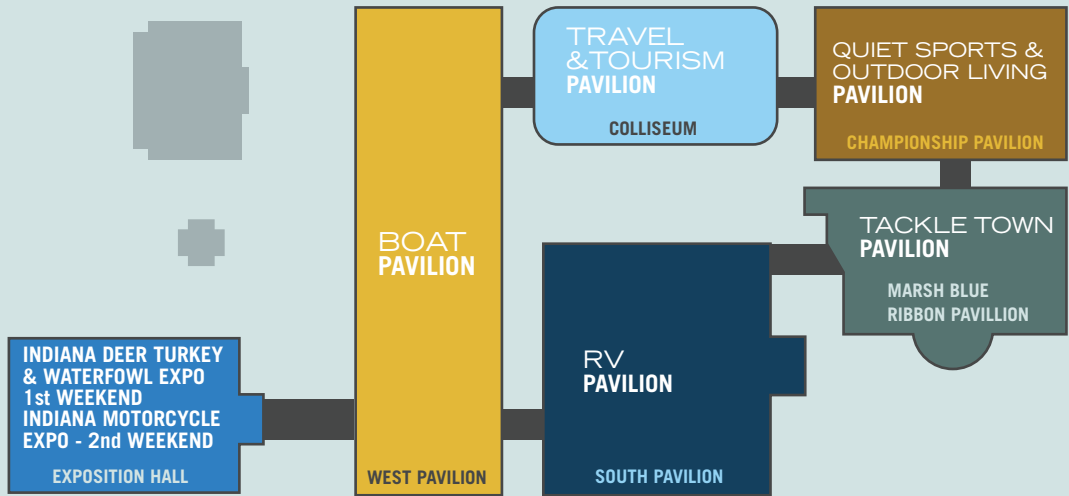 TRAVEL
&TOURISM
PAVILION
COLLISEUM
QUIET SPORTS &
OUTDOOR LIVING
PAVILION
CHAMPIONSHIP PAVILION
BOAT
PAVILION
WEST PAVILION
TACKLE TOWN
PAVILION
MARSH BLUE
RIBBON PAVILLION
RV
PAVILION
SOUTH PAVILION
INDIANA DEER TURKEY
& WATERFOWL EXPO
1st WEEKEND
INDIANA MOTORCYCLE
EXPO - 2nd WEEKEND
EXPOSITION HALL